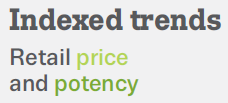 Indexed trends
Retail price
and potency